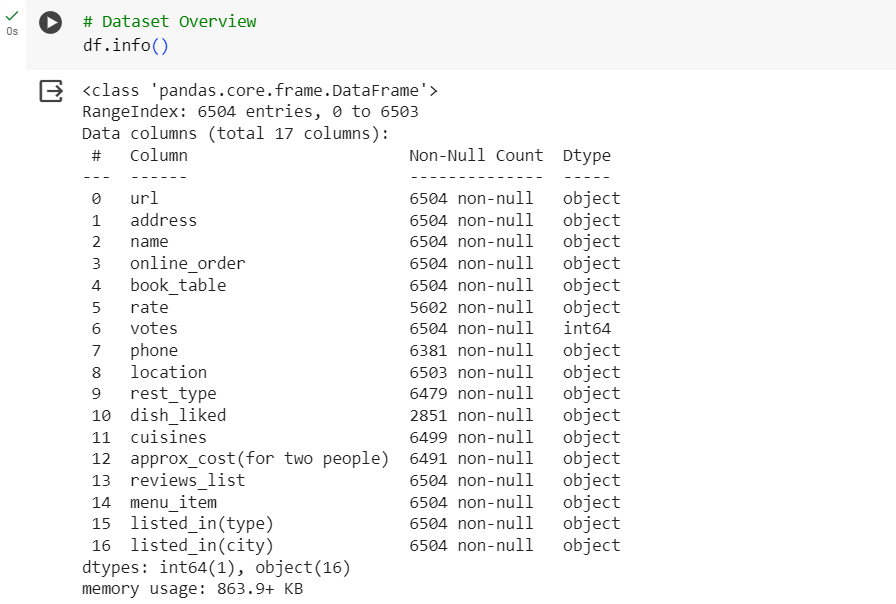 0s
# Dataset Overview
df.info()
<class 'pandas.core.frame.DataFrame'>
RangeIndex: 6504 entries, 0 to 6503
Data columns (total 17 columns):
 #   Column                       Non-Null Count  Dtype
---  ------                       --------------  -----
 0   url                          6504 non-null   object
 1   address                      6504 non-null   object
 2   name                         6504 non-null   object
 3   online_order                 6504 non-null   object
 4   book_table                   6504 non-null   object
 5   rate                         5602 non-null   object
 6   votes                        6504 non-null   int64
 7   phone                        6381 non-null   object
 8   location                     6503 non-null   object
 9   rest_type                    6479 non-null   object
 10  dish_liked                   2851 non-null   object
 11  cuisines                     6499 non-null   object
 12  approx_cost(for two people)  6491 non-null   object
 13  reviews_list                 6504 non-null   object
 14  menu_item                    6504 non-null   object
 15  listed_in(type)              6504 non-null   object
 16  listed_in(city)              6504 non-null   object
dtypes: int64(1), object(16)
memory usage: 863.9+ KB